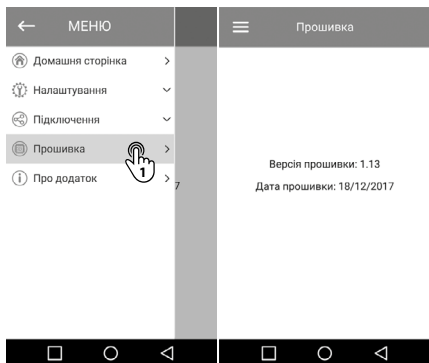 МЕНЮ
Домашня сторінка
Налаштування
Підключення
Прошивка
1
Про додаток
7
Прошивка
Версія прошивки: 1.13
Дата прошивки: 18/12/2017